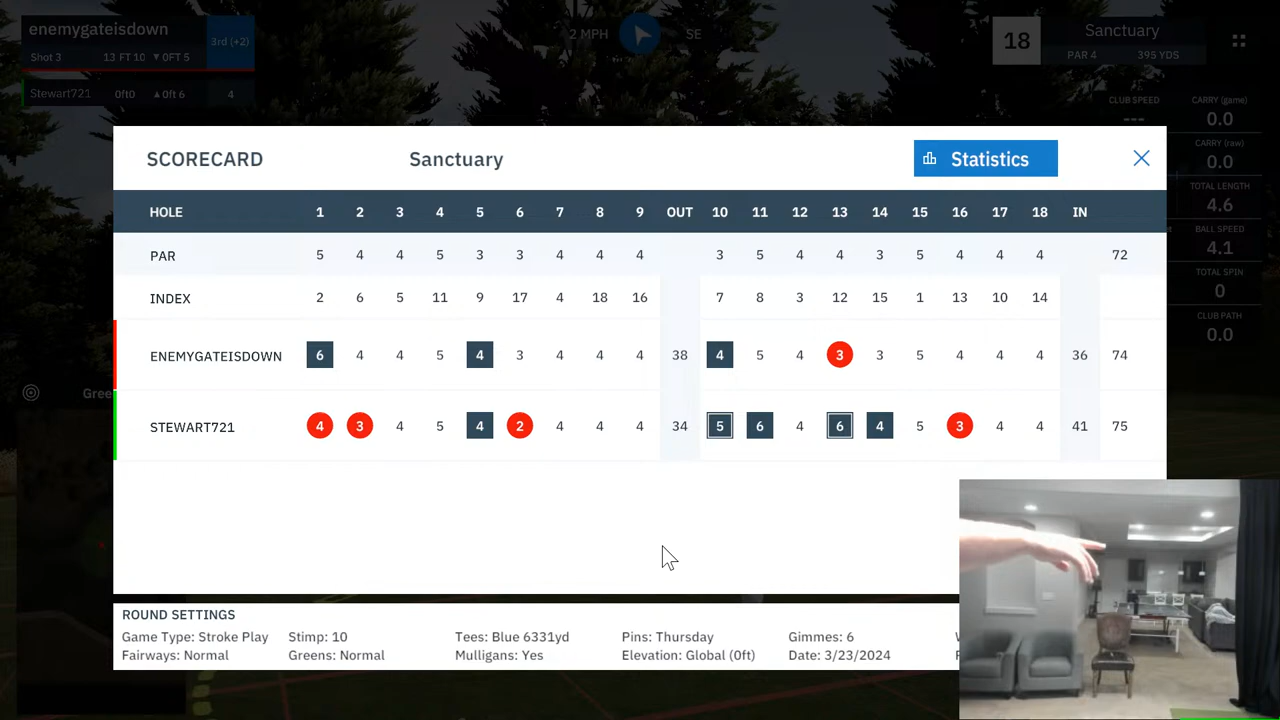 enemygateisdown
3rd (+2)
Shot 3 13 FT 10 ▼0FT 5
Stewart721 0ft0 ▲0ft 6 4
2 MPH SE
18
Sanctuary
PAR 4 395 YDS
CLUB SPEED
---
CARRY (game)
0.0
CARRY (raw)
0.0
TOTAL LENGTH
4.6
BALL SPEED
4.1
TOTAL SPIN
0
CLUB PATH
0.0
SCORECARD Sanctuary Statistics
HOLE 1 2 3 4 5 6 7 8 9 OUT 10 11 12 13 14 15 16 17 18 IN
PAR 5 4 4 5 3 3 4 4 4 3 5 4 4 3 5 4 4 4 72
INDEX 2 6 5 11 9 17 4 18 16 7 8 3 12 15 1 13 10 14
ENEMYGATEISDOWN 6 4 4 5 4 3 4 4 4 38 4 5 4 3 3 5 4 4 4 36 74
STEWART721 4 3 4 5 4 2 4 4 4 34 5 6 4 6 4 5 3 4 4 41 75
Gree
ROUND SETTINGS
Game Type: Stroke Play Stimp: 10 Tees: Blue 6331yd Pins: Thursday Gimmes: 6
Fairways: Normal Greens: Normal Mulligans: Yes Elevation: Global (0ft) Date: 3/23/2024